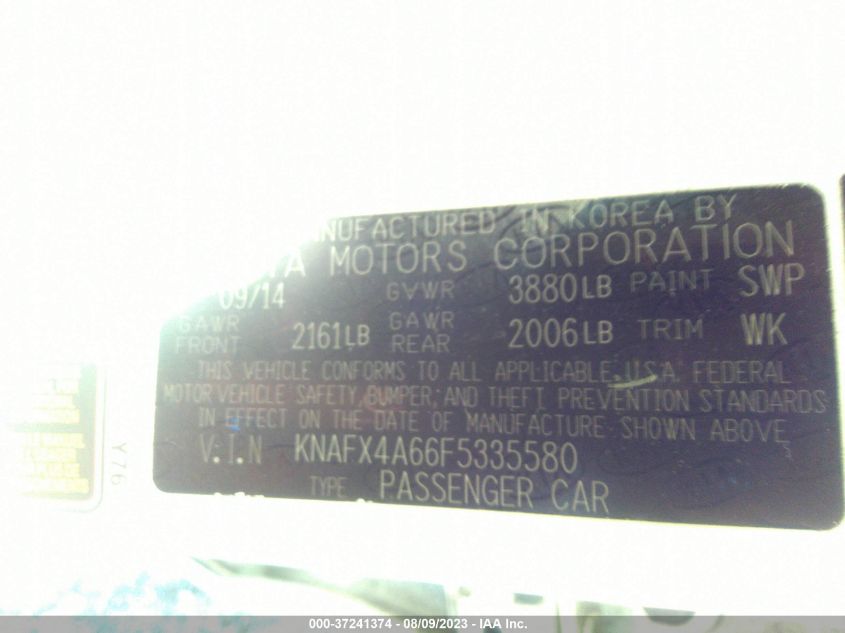 MANUFACTURED IN KOREA BY
KIA MOTORS CORPORATION
09/14 GVWR 3880LB PAINT SWP
GAWR FRONT 2161LB GAWR REAR 2006LB TRIM WK
THIS VEHICLE CONFORMS TO ALL APPLICABLE U.S.A. FEDERAL
MOTOR VEHICLE SAFETY, BUMPER, AND THEFT PREVENTION STANDARDS
IN EFFECT ON THE DATE OF MANUFACTURE SHOWN ABOVE
V.I.N KNAFX4A66F5335580
TYPE PASSENGER CAR
Y76
000-37241374 - 08/09/2023 - IAA Inc.